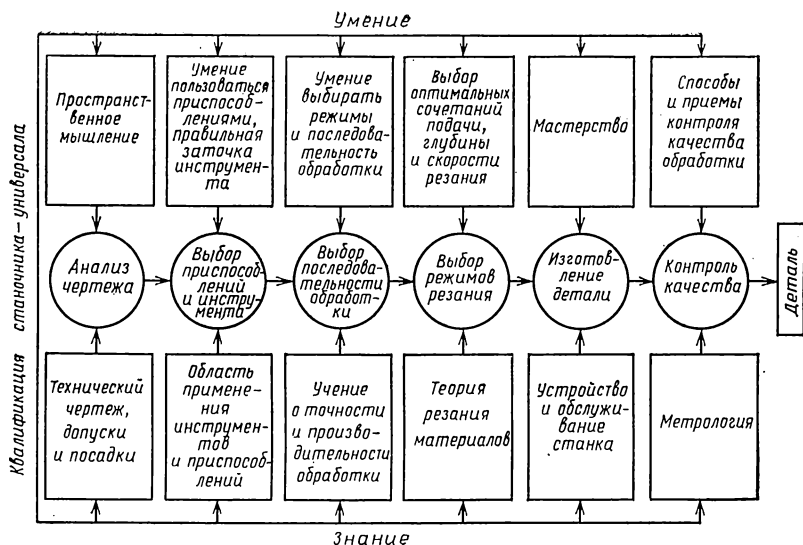 Умение
Пространст-
венное
мышление
Умение
пользоваться
приспособ-
лениями,
правильная
заточка
инструмен-
та
Умение
выбирать
режимы
и последова-
тельность
обработки
Выбор
оптимальных
сочетаний
подачи,
глубины
и скорости
резания
Мастерство
Способы
и приемы
контроля
качества
обработки
Квалификация станочника-универсала
Анализ
чертежа
Выбор
приспособ-
лений
и инстру-
мента
Выбор
последова-
тельности
обработ-
ки
Выбор
режимов
резания
Изготов-
ление
детали
Контроль
качества
Деталь
Технический
чертеж,
допуски
и посадки
Область
примене-
ния
инструмен-
тов
и приспособ-
лений
Учение
о точности
и произво-
дительности
обработки
Теория
резания
материалов
Устройство
и обслужи-
вание
станка
Метрология
Знание